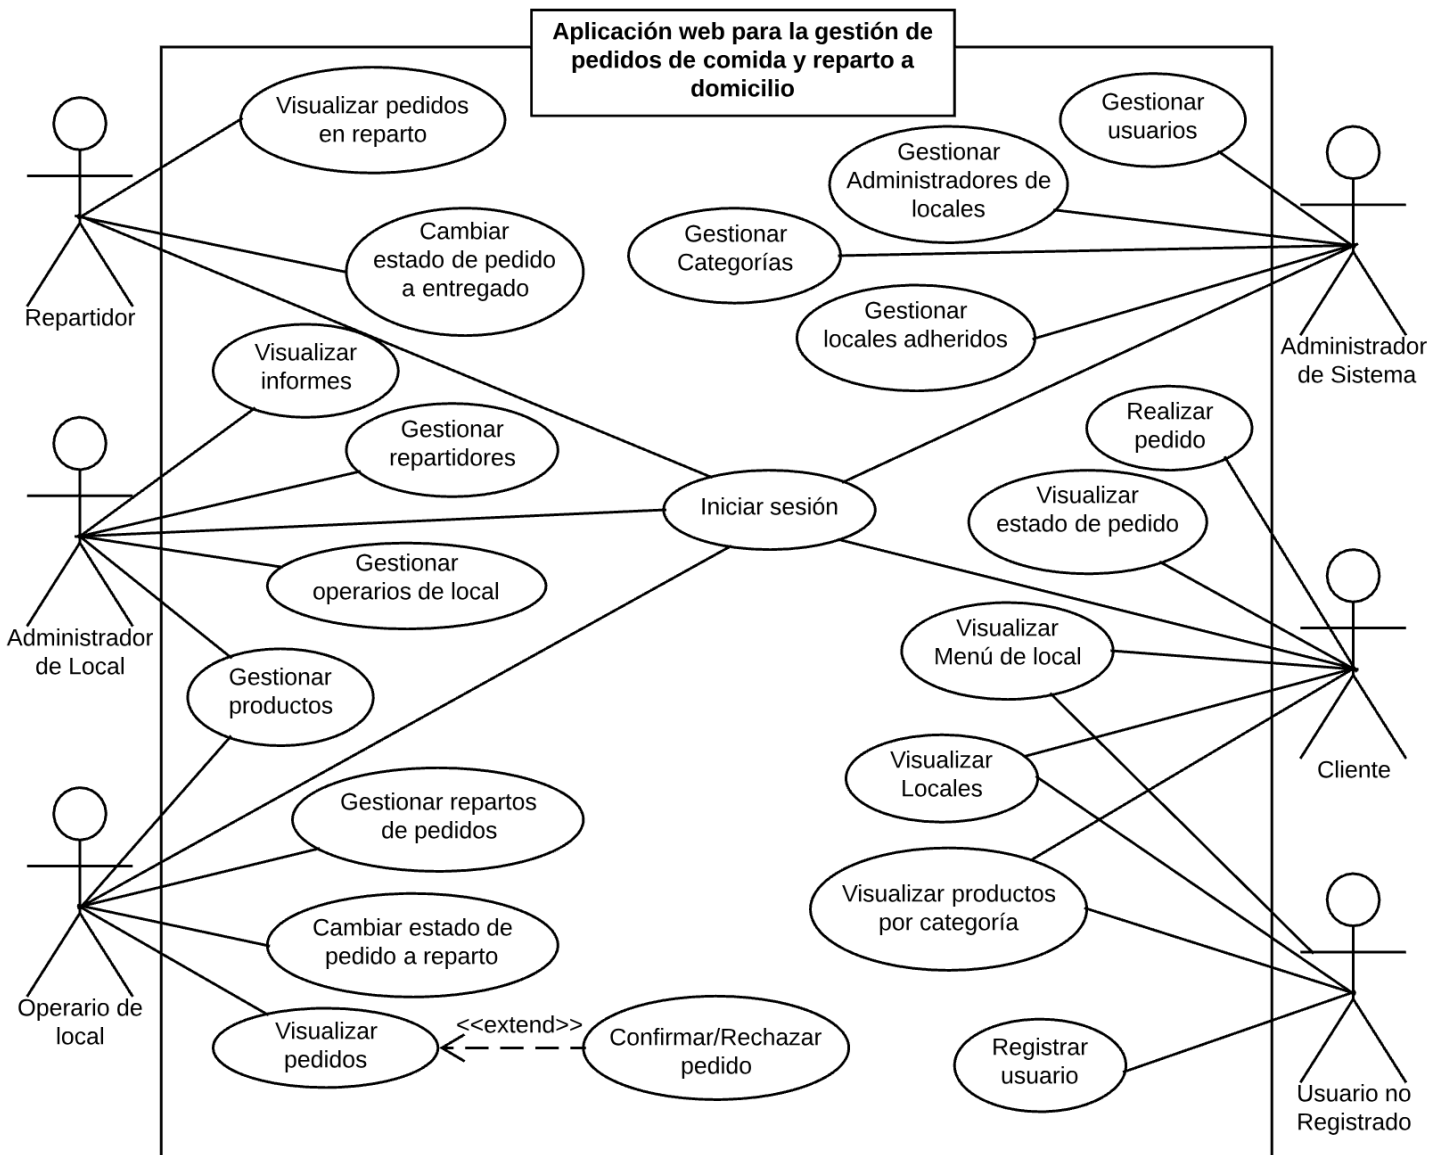 Aplicación web para la gestión de
pedidos de comida y reparto a
domicilio
Visualizar pedidos
en reparto
Gestionar
usuarios
Gestionar
Administradores de
locales
Cambiar
estado de pedido
a entregado
Gestionar
Categorías
Repartidor
Gestionar
locales adheridos
Administrador
de Sistema
Visualizar
informes
Realizar
pedido
Gestionar
repartidores
Iniciar sesión
Visualizar
estado de pedido
Gestionar
operarios de local
Administrador
de Local
Visualizar
Menú de local
Gestionar
productos
Visualizar
Locales
Cliente
Gestionar repartos
de pedidos
Visualizar productos
por categoría
Cambiar estado de
pedido a reparto
Operario de
local
Visualizar
pedidos
<<extend>>
Confirmar/Rechazar
pedido
Registrar
usuario
Usuario no
Registrado